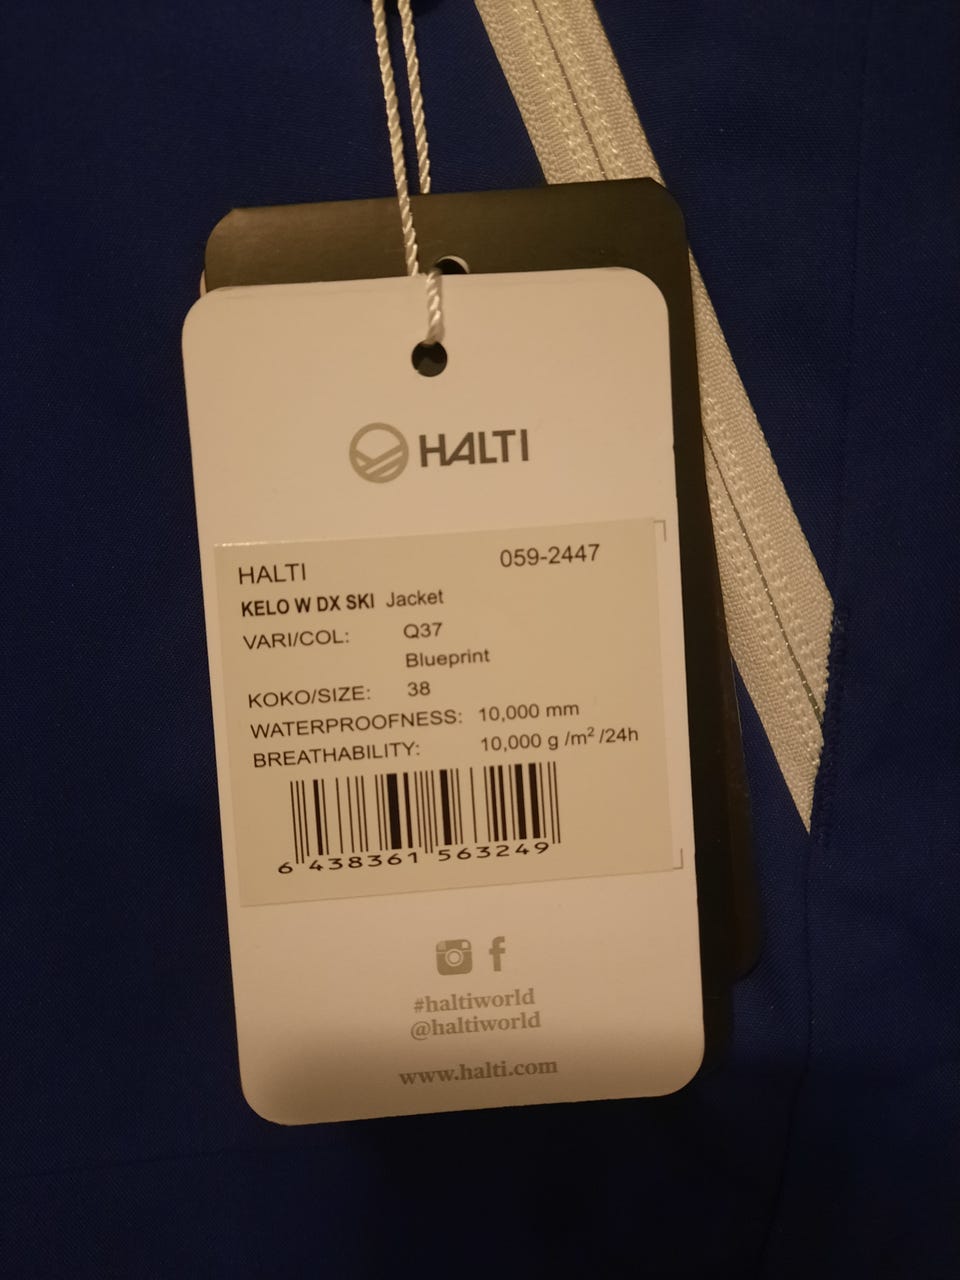 HALTI
HALTI 059-2447
KELO W DX SKI Jacket
VARI/COL: Q37
Blueprint
KOKO/SIZE: 38
WATERPROOFNESS: 10,000 mm
BREATHABILITY: 10,000 g /m² /24h
6 438361 563249
#haltiworld
@haltiworld
www.halti.com